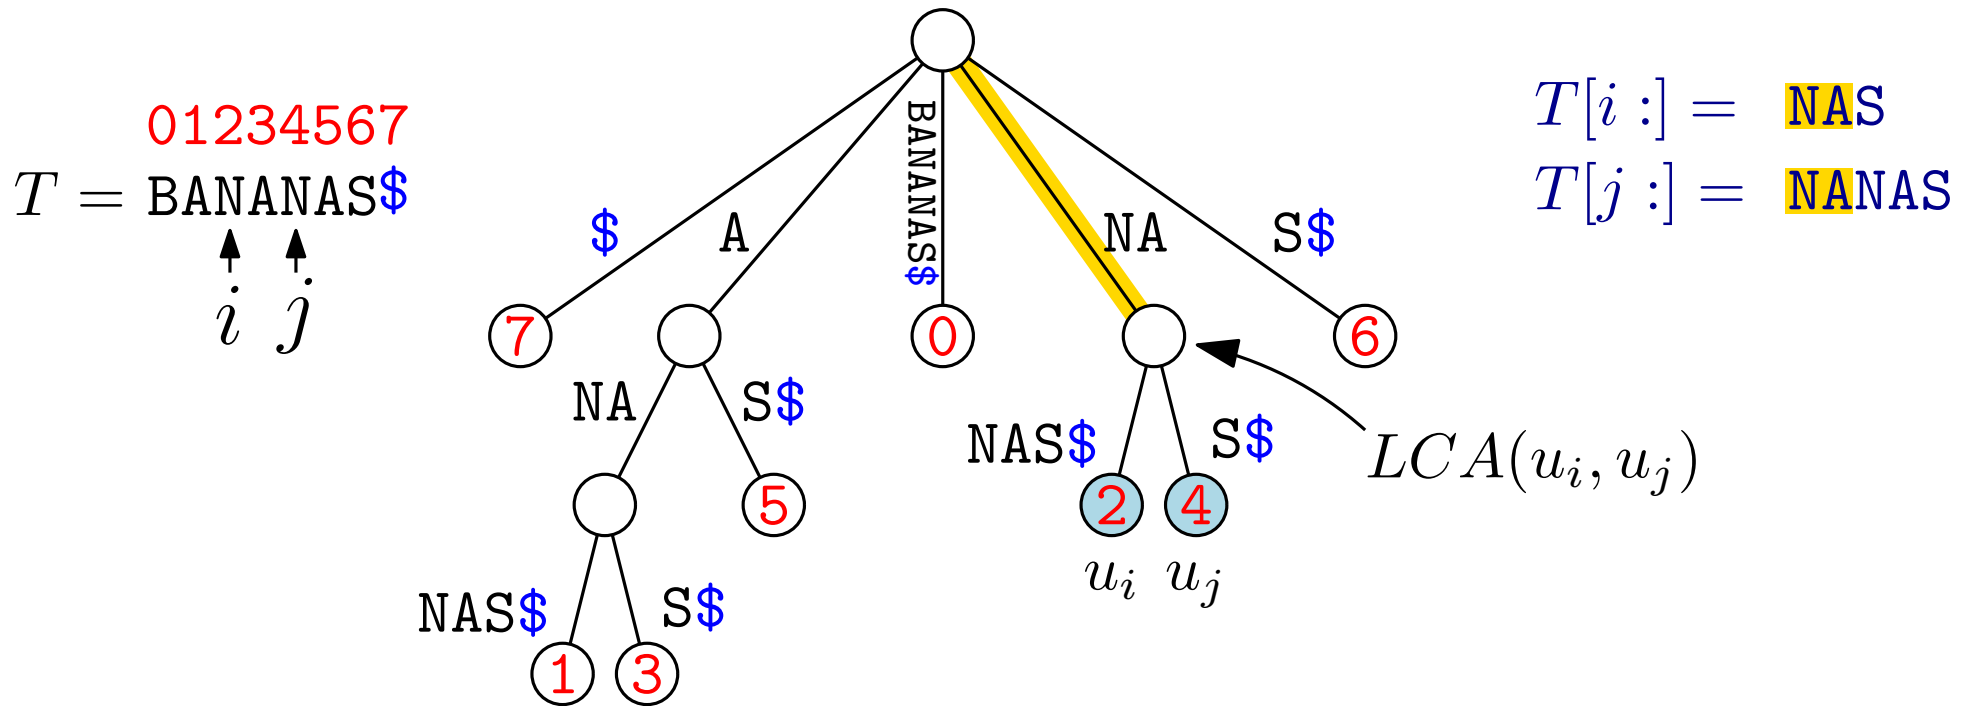 01234567
T = BANANAS$
i j
$
A
BANANAS$
NA
S$
7
0
6
NA
S$
NAS$
S$
5
2
4
u_i u_j
NAS$
S$
1
3
LCA(u_i, u_j)
T[i :] = NAS
T[j :] = NANAS